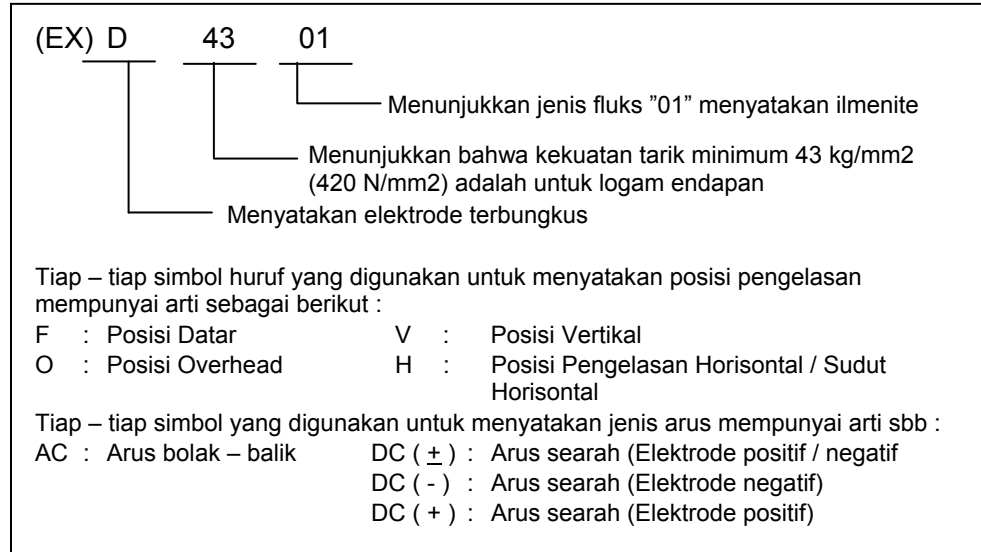 (EX) D 43 01
Menunjukkan jenis fluks ”01” menyatakan ilmenite
Menunjukkan bahwa kekuatan tarik minimum 43 kg/mm2
(420 N/mm2) adalah untuk logam endapan
Menyatakan elektrode terbungkus
Tiap – tiap simbol huruf yang digunakan untuk menyatakan posisi pengelasan
mempunyai arti sebagai berikut :
F : Posisi Datar V : Posisi Vertikal
O : Posisi Overhead H : Posisi Pengelasan Horisontal / Sudut
Horisontal
Tiap – tiap simbol yang digunakan untuk menyatakan jenis arus mempunyai arti sbb :
AC : Arus bolak – balik DC ( + ) : Arus searah (Elektrode positif / negatif
DC ( - ) : Arus searah (Elektrode negatif)
DC ( + ) : Arus searah (Elektrode positif)